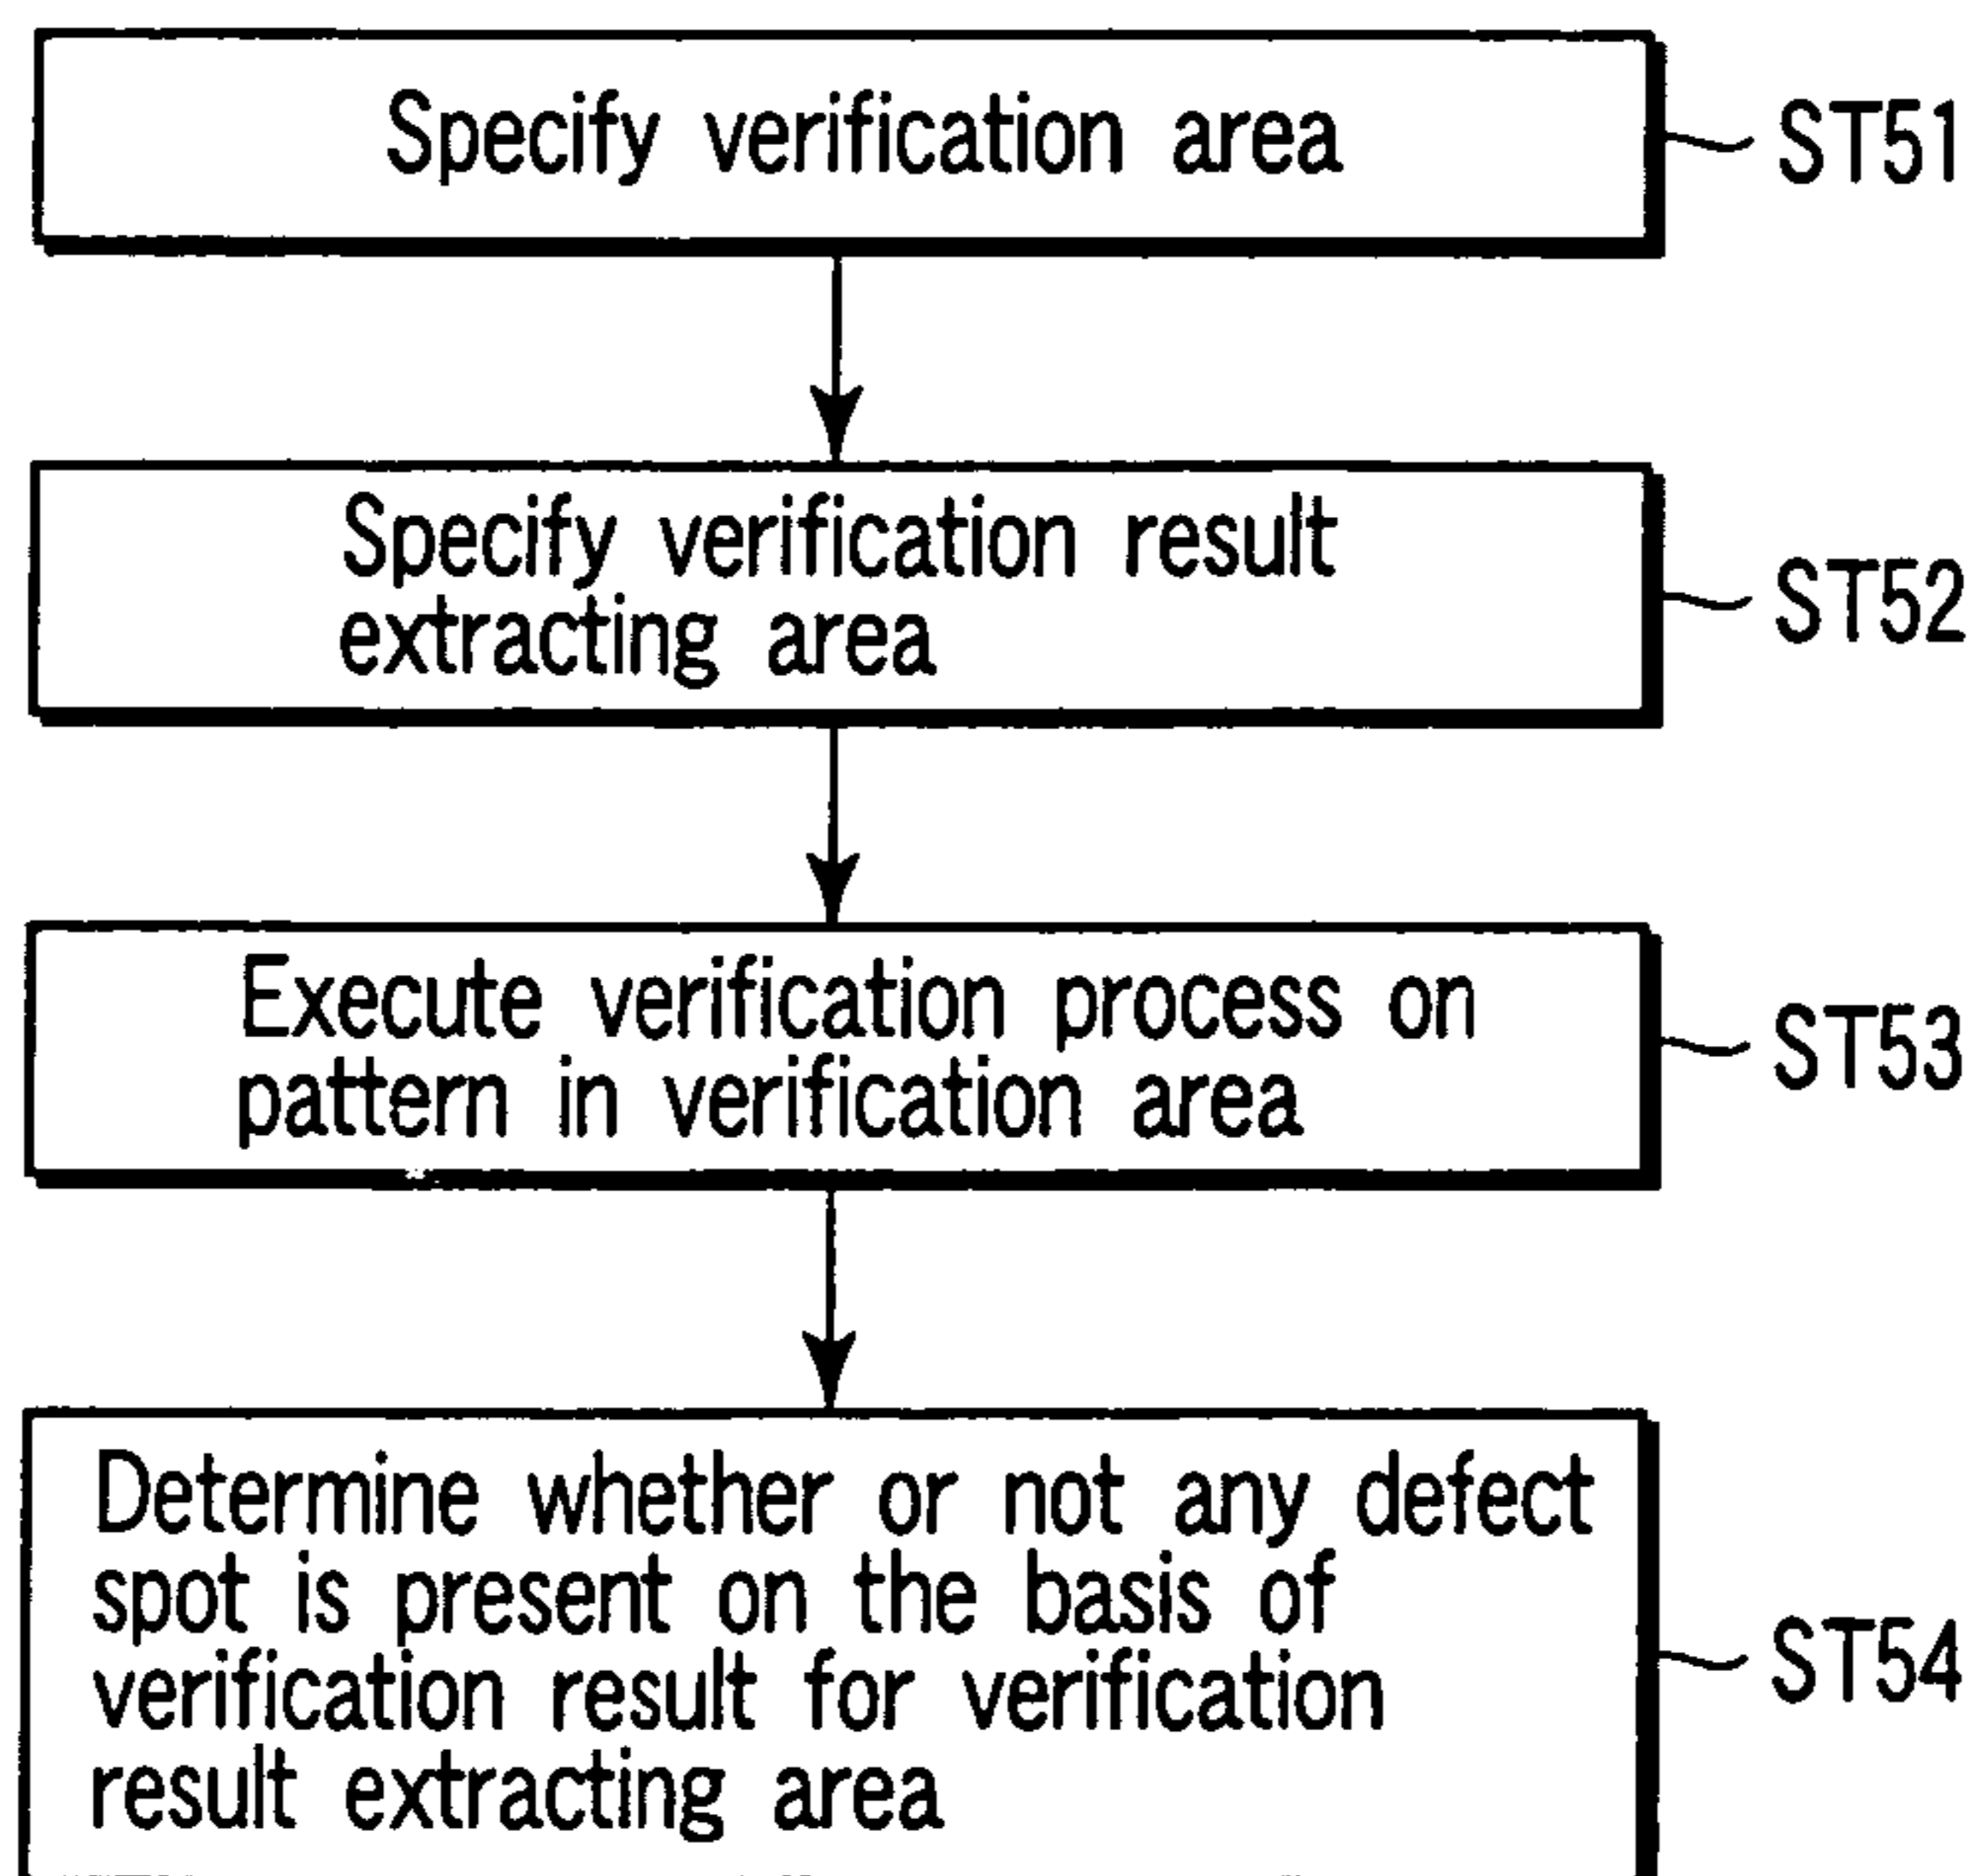 Specify verification area
ST51
Specify verification result
extracting area
ST52
Execute verification process on
pattern in verification area
ST53
Determine whether or not any defect
spot is present on the basis of
verification result for verification
result extracting area
ST54